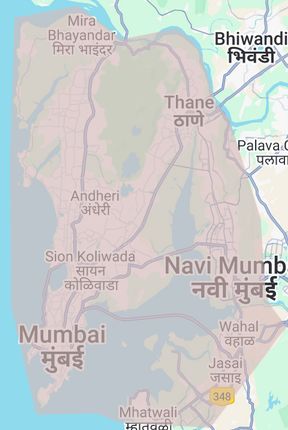 Mira
Bhayandar
मिरा भाइंदर
Bhiwandi
भिवंडी
Thane
ठाणे
Palava C
पलावा
Andheri
अंधेरी
Sion Koliwada
सायन
कोळिवाडा
Navi Mumb
नवी मुंबई
Mumbai
मुंबई
Wahal
वहाळ
Jasai
जसाई
348
Mhatwali
म्हातवली